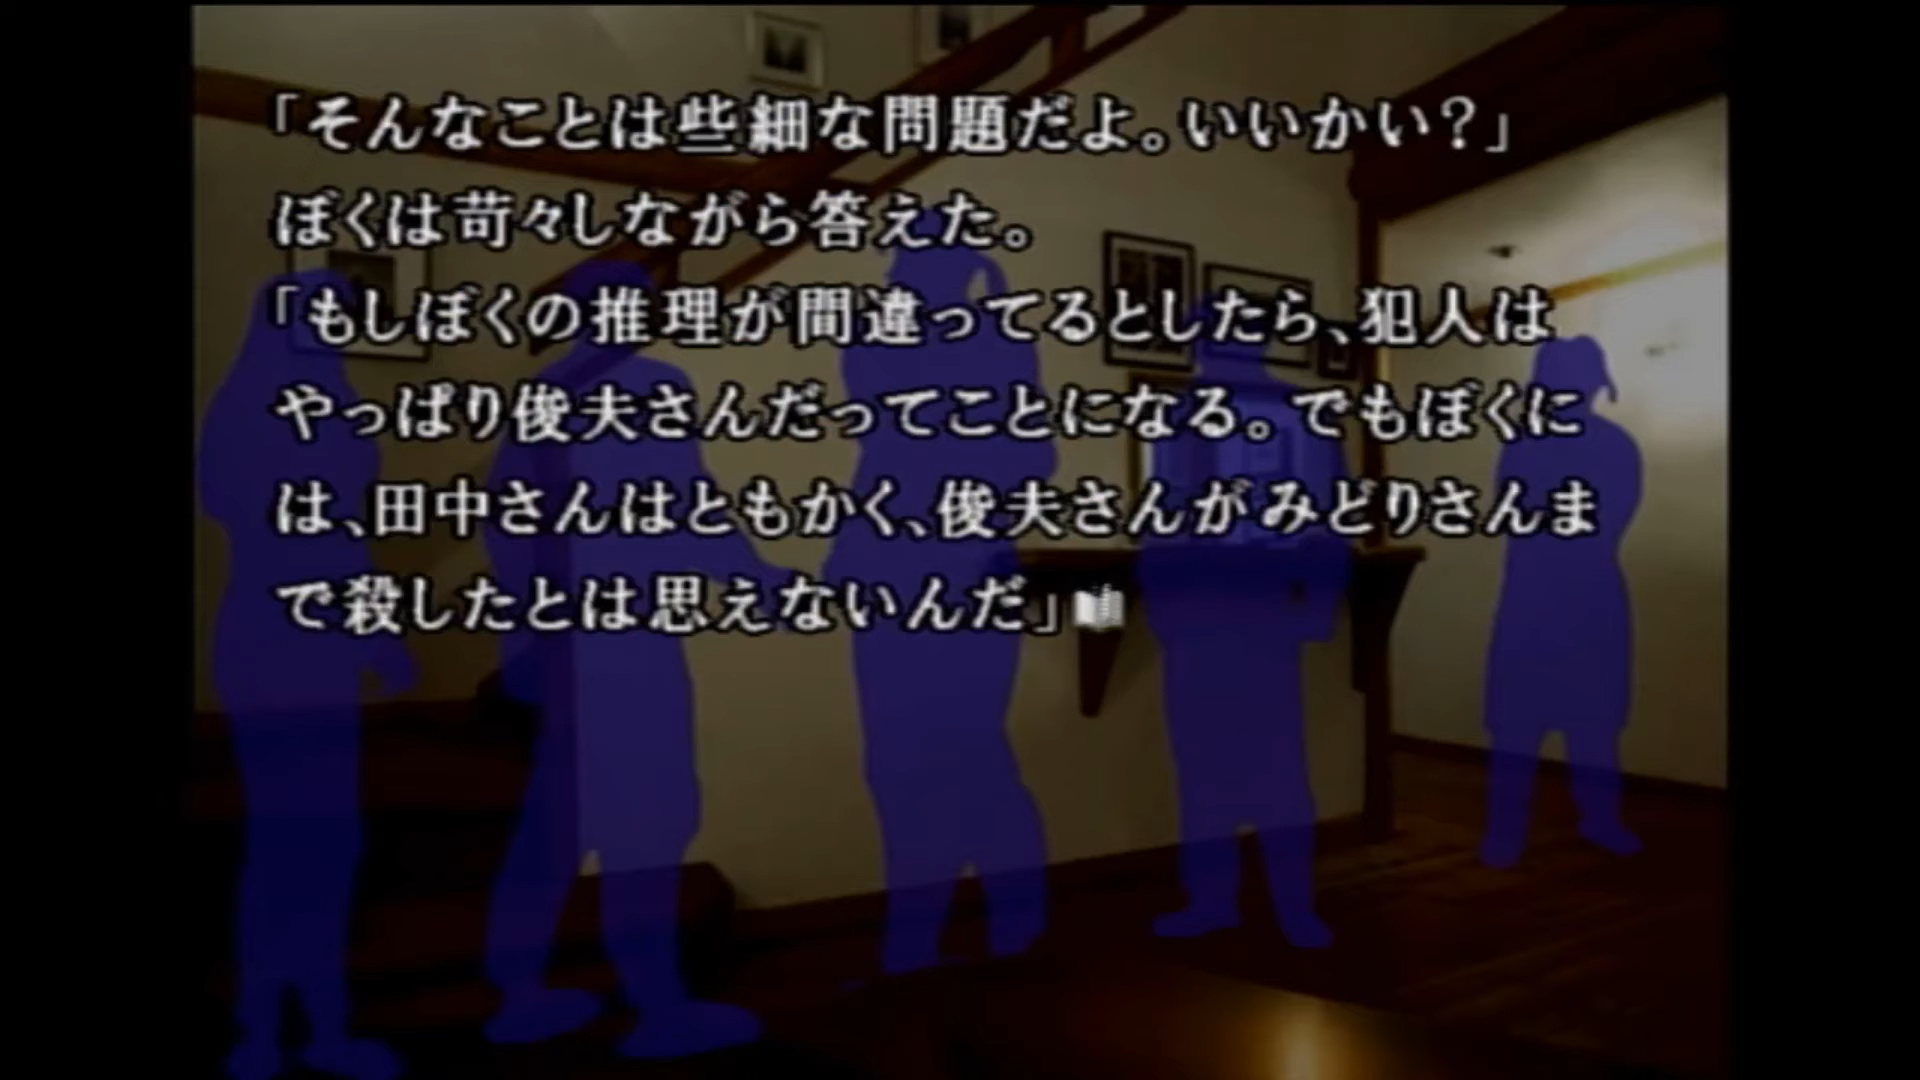 「そんなことは些細な問題だよ。いいかい？」
ぼくは苛々しながら答えた。
「もしぼくの推理が間違ってるとしたら、犯人は
やっぱり俊夫さんだってことになる。でもぼくに
は、田中さんはともかく、俊夫さんがみどりさんま
で殺したとは思えないんだ」